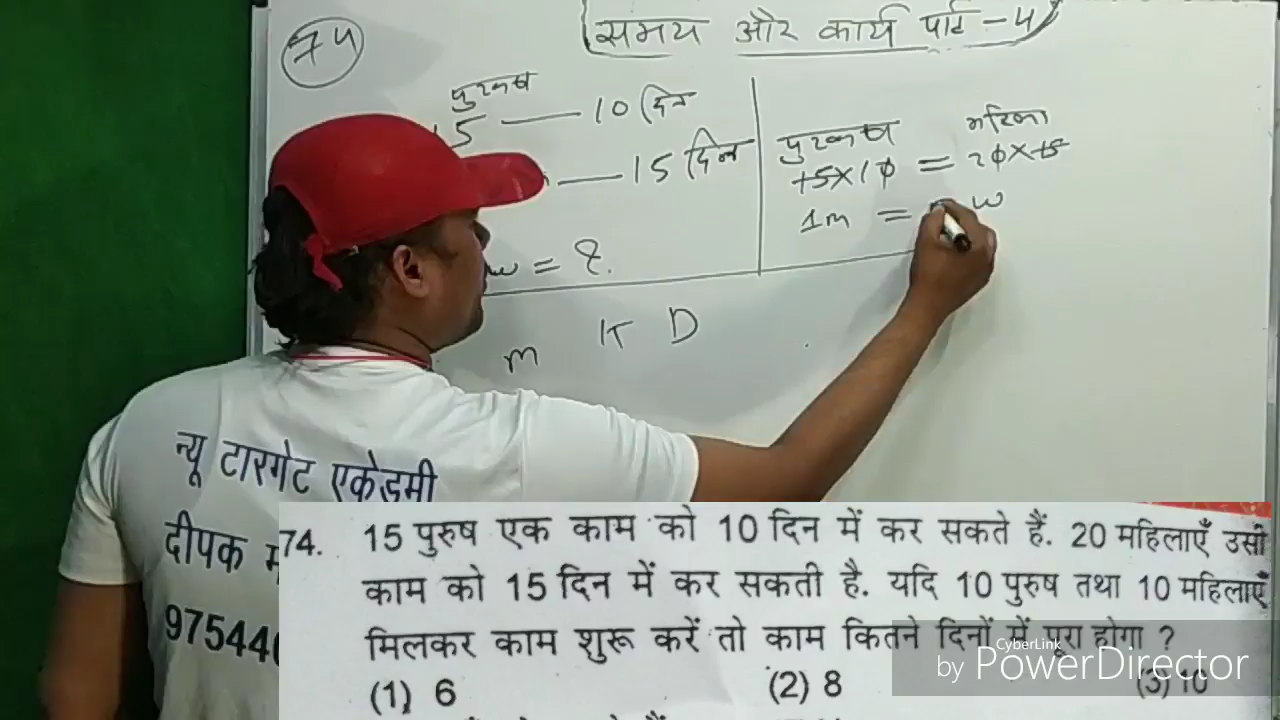 74
समय और कार्य पार्ट - 4
पुरुष
15 — 10 दिन
— 15 दिन
w = ?
पुरुष महिला
15×10 = 20×15
1m = w
m
K D
न्यू टारगेट एकेडमी
दीपक
97544
74. 15 पुरुष एक काम को 10 दिन में कर सकते हैं. 20 महिलाएँ उसी
काम को 15 दिन में कर सकती है. यदि 10 पुरुष तथा 10 महिलाएँ
मिलकर काम शुरू करें तो काम कितने दिनों में पूरा होगा ?
(1) 6 (2) 8 (3) 10
CyberLink
by PowerDirector